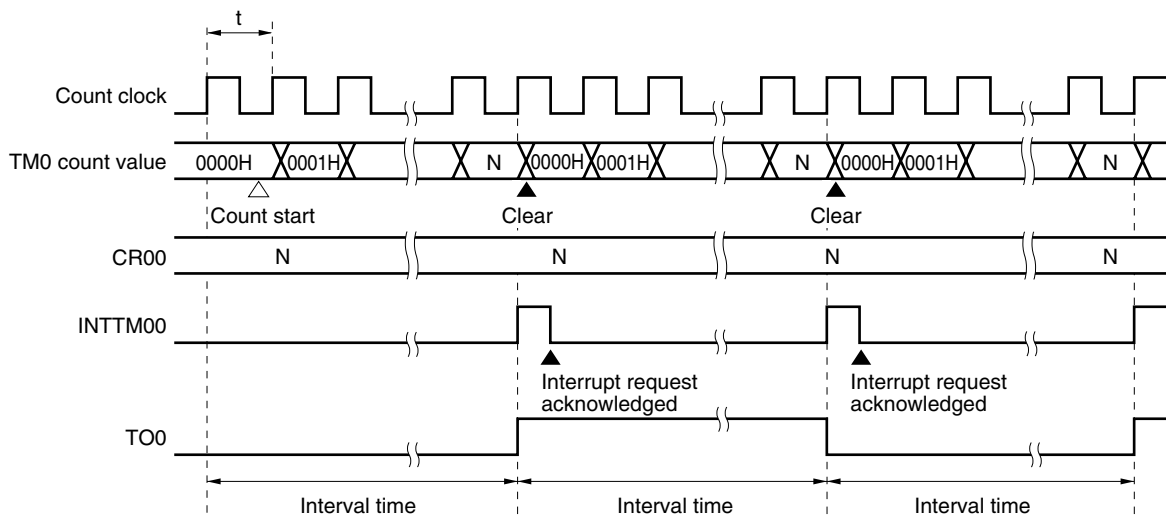 t
Count clock
TM0 count value 0000H 0001H N 0000H 0001H N 0000H 0001H N
Count start Clear Clear
CR00 N N N N
INTTM00
Interrupt request acknowledged Interrupt request acknowledged
TO0
Interval time Interval time Interval time